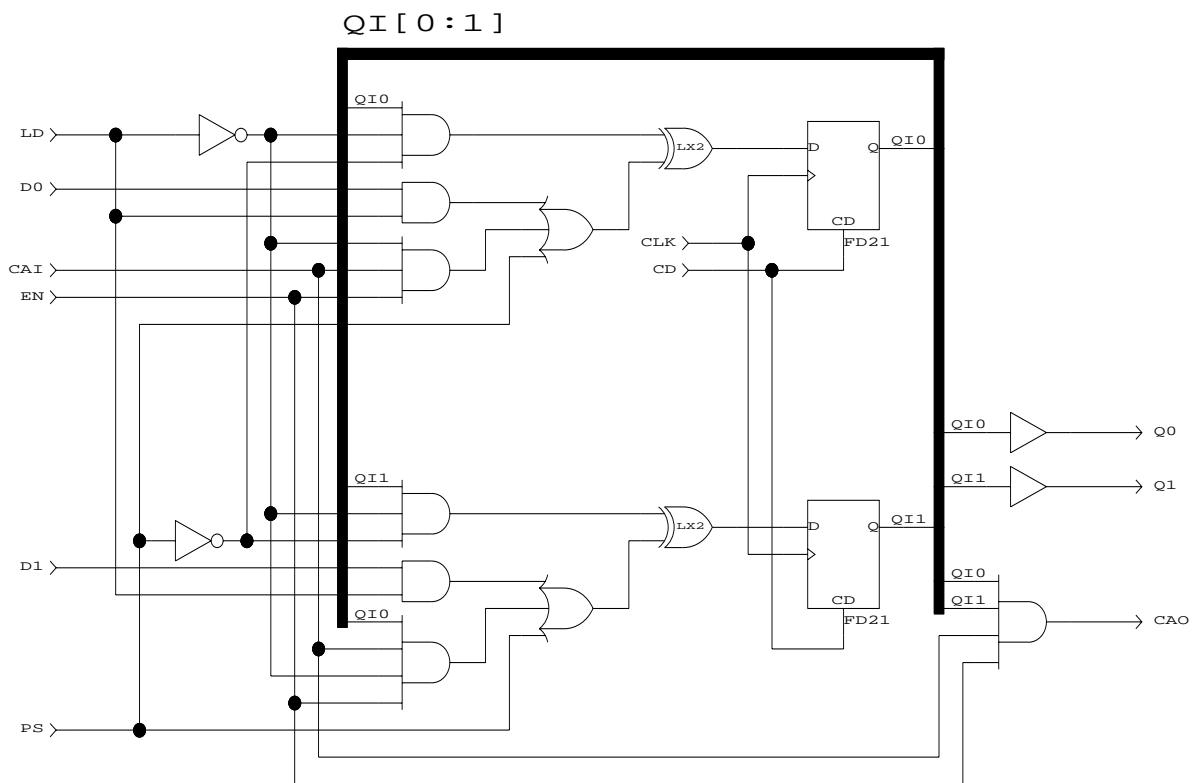 QI[0:1]
QI0
LD
LX2
D
Q
QI0
D0
CD
FD21
CLK
CAI
CD
EN
QI0
Q0
QI1
QI1
Q1
LX2
D
Q
QI1
D1
QI0
CD
QI0
QI1
FD21
CAO
PS